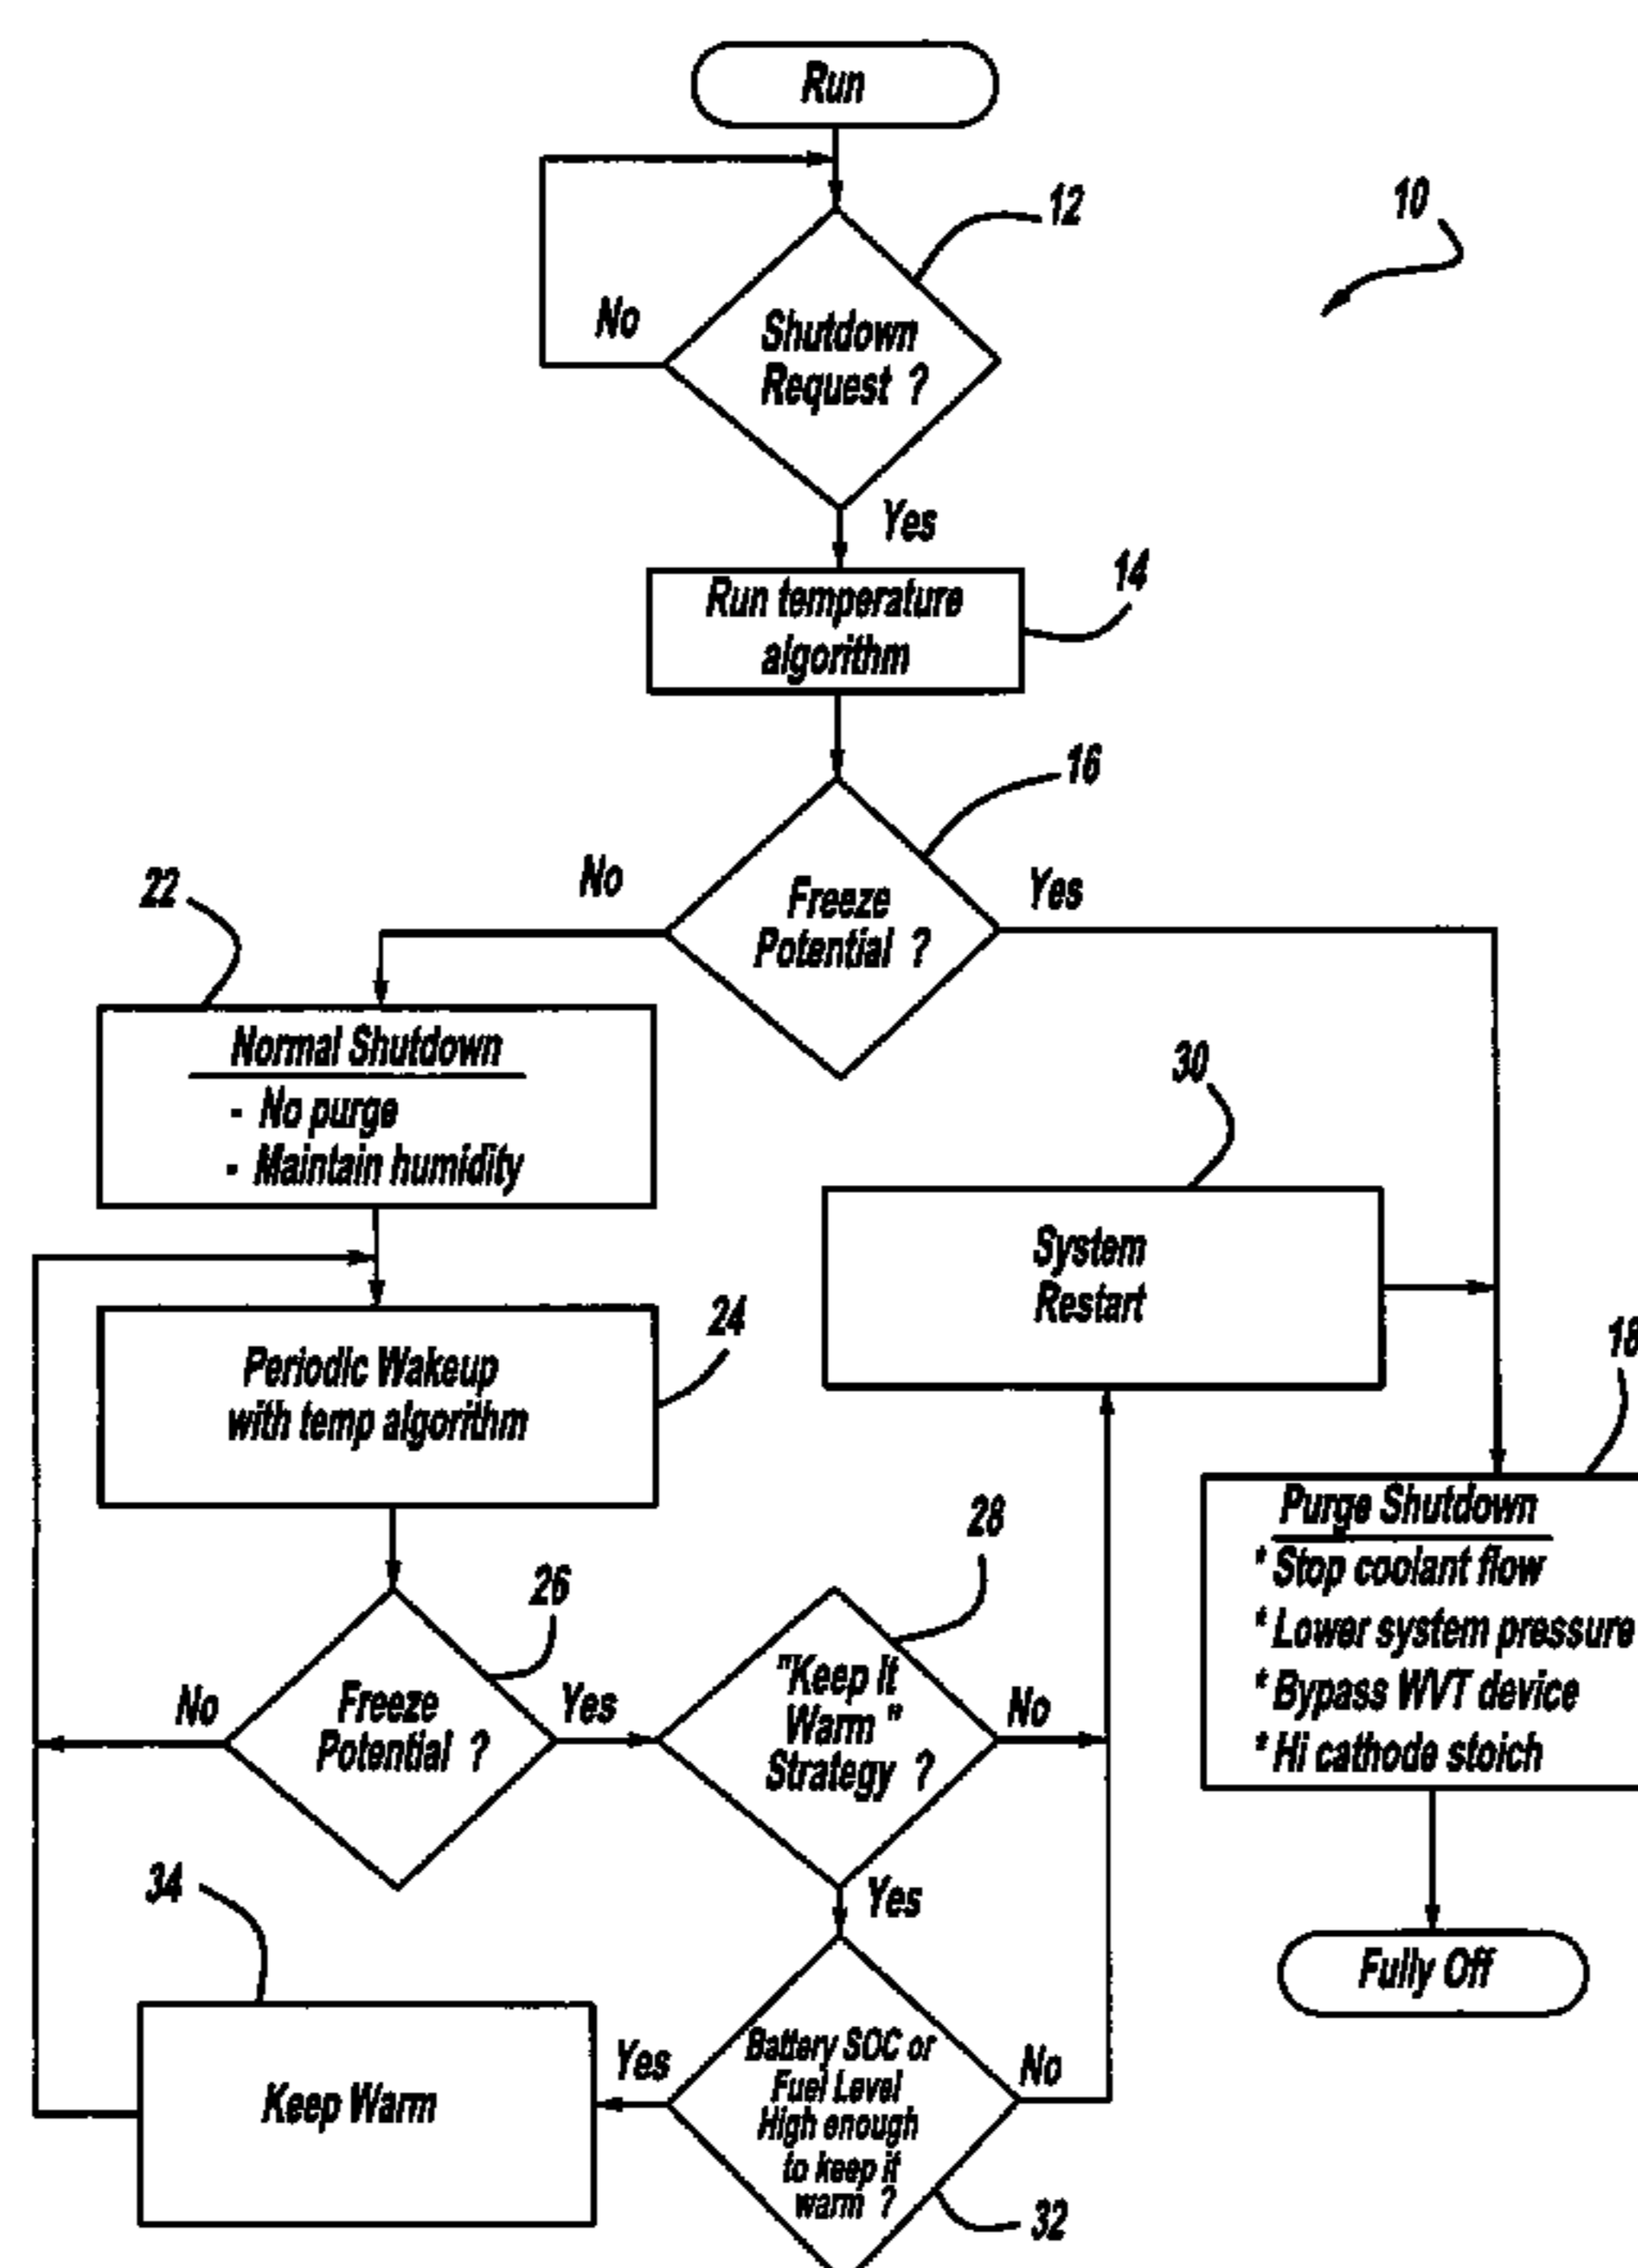 Run
12
10
No
Shutdown
Request ?
Yes
14
Run temperature
algorithm
16
No
Yes
22
Freeze
Potential ?
Normal Shutdown
- No purge
- Maintain humidity
30
System
Restart
24
18
Periodic Wakeup
with temp algorithm
28
Purge Shutdown
* Stop coolant flow
* Lower system pressure
* Bypass WVT device
* Hi cathode stoich
26
No
Freeze
Potential ?
Yes
"Keep It
Warm "
Strategy ?
No
34
Yes
Fully Off
Keep Warm
Yes
Battery SOC or
Fuel Level
High enough
to keep it
warm ?
No
32